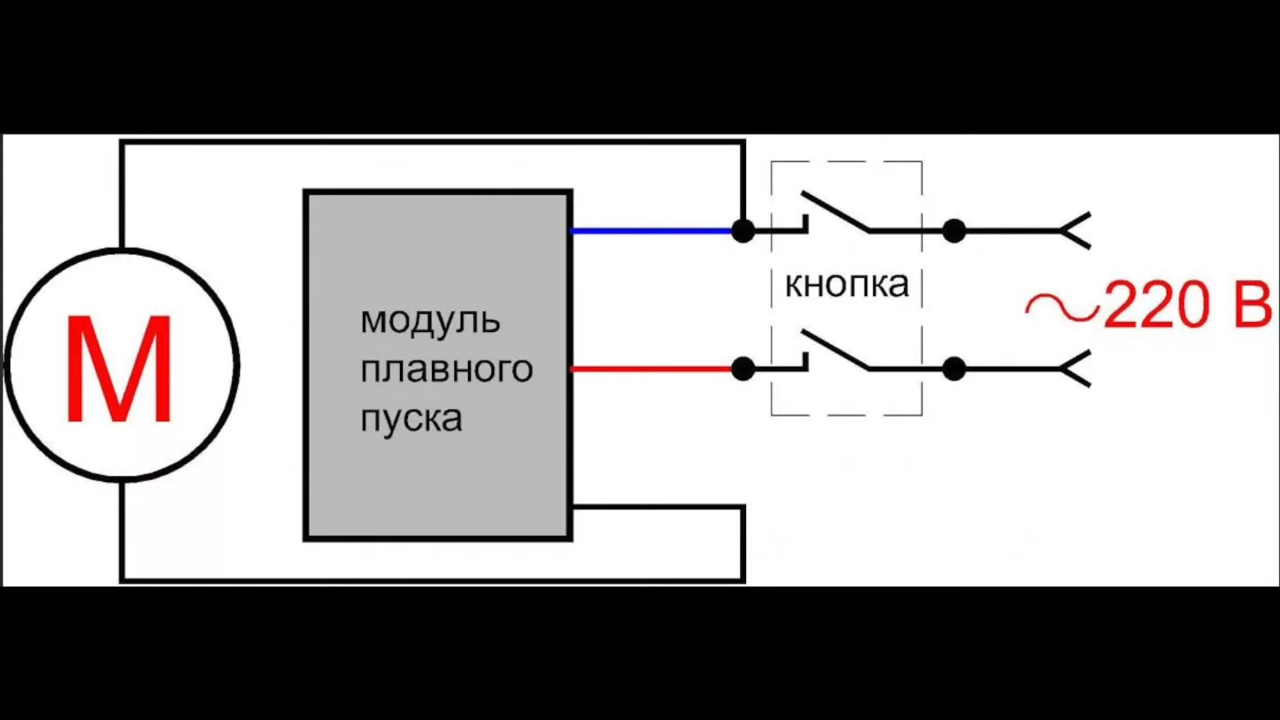 М
модуль
плавного
пуска
кнопка
~220 В